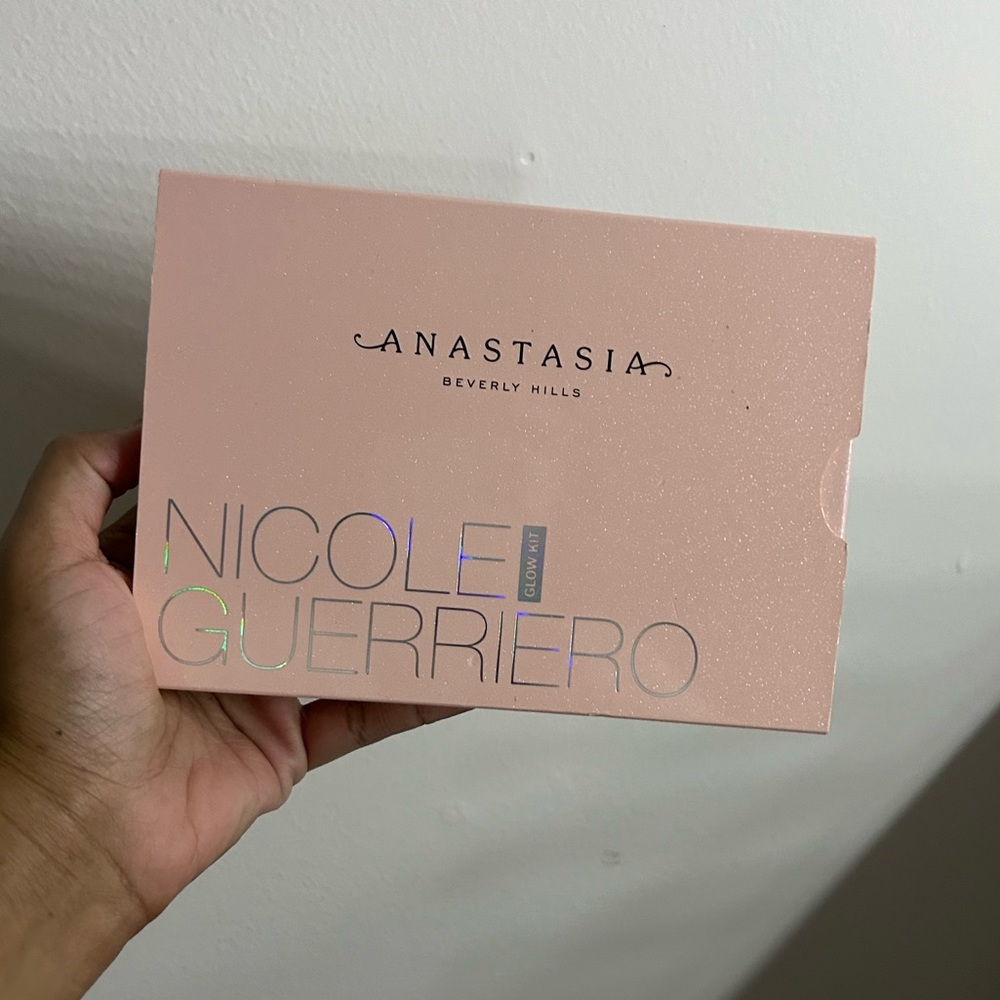 ANASTASIA
BEVERLY HILLS
NICOLE
GLOW KIT
GUERRIERO